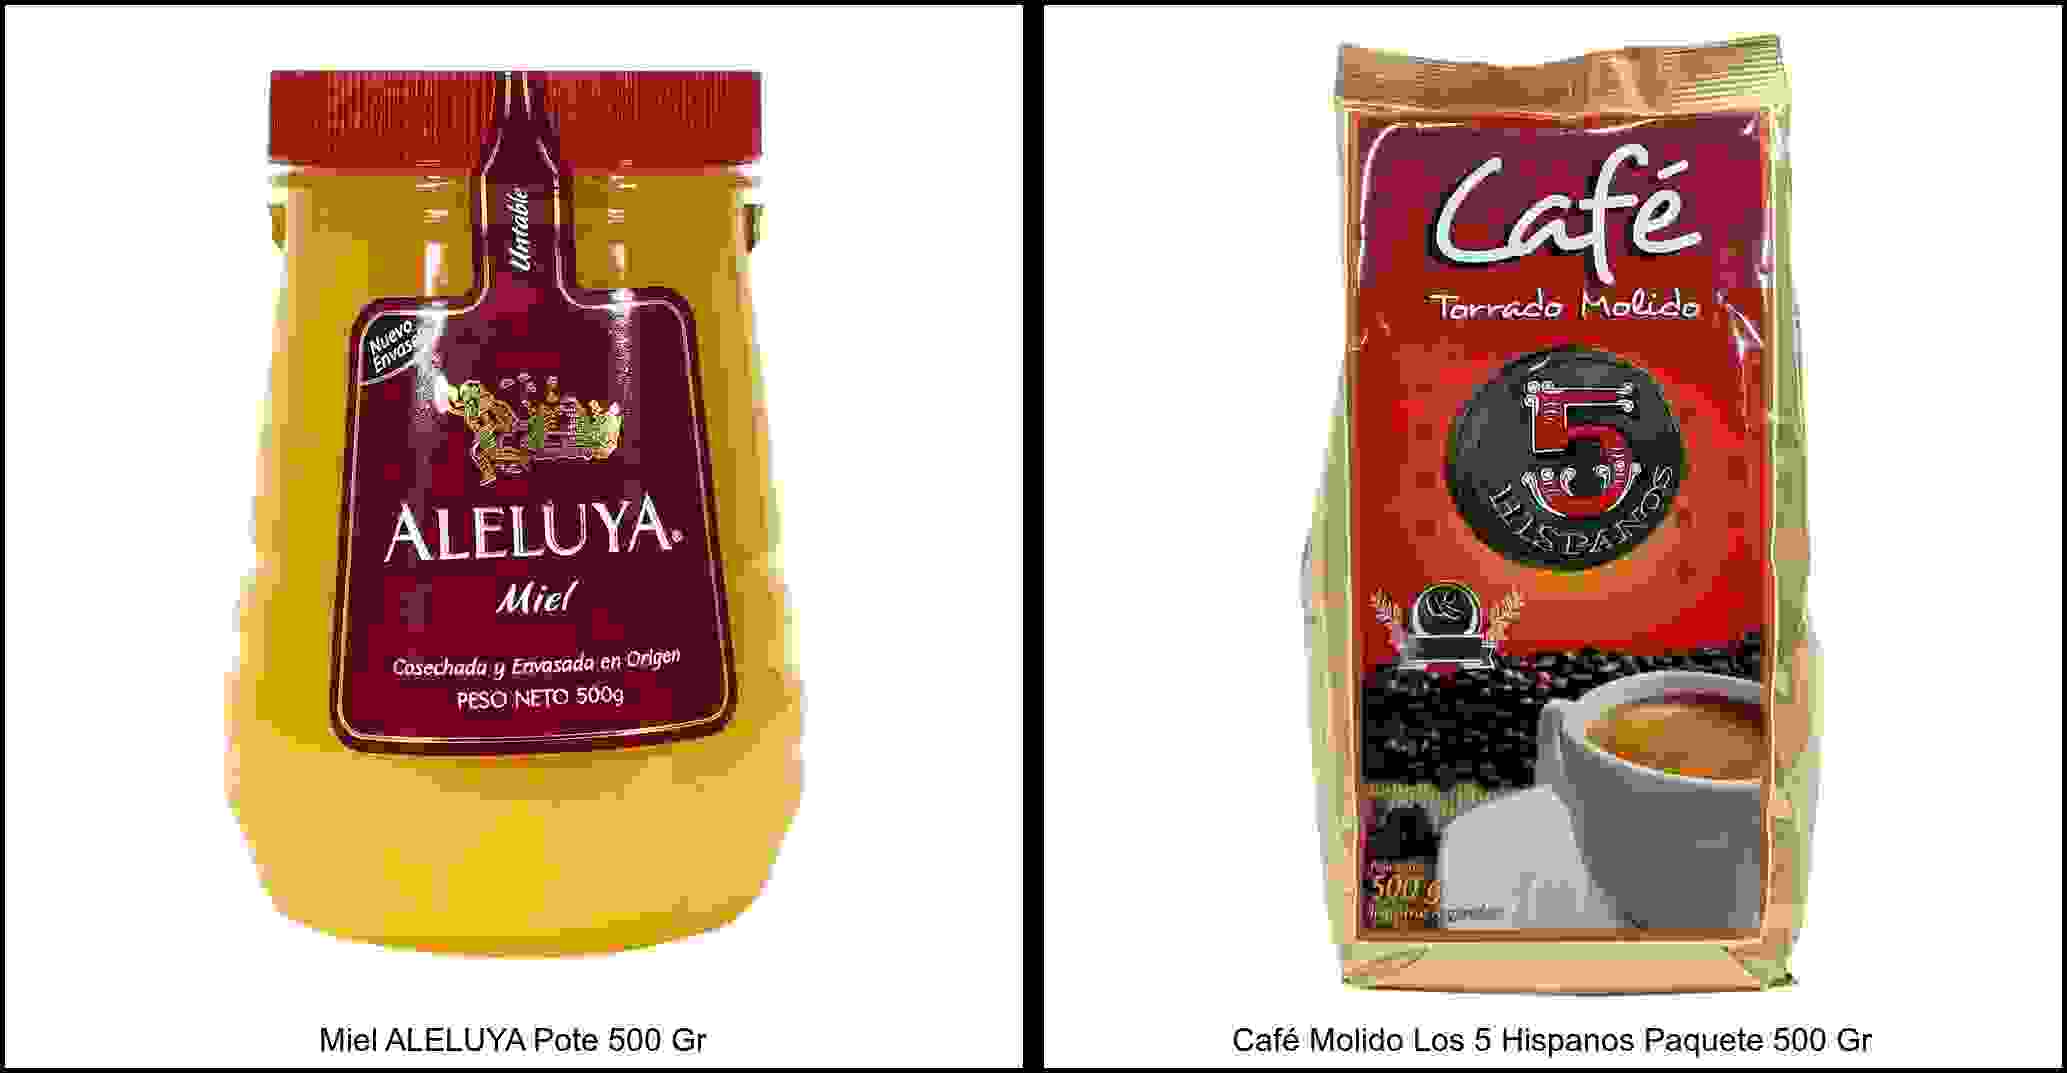 Untable
Nuevo
Envase
ALELUYA®
Miel
Cosechada y Envasada en Origen
PESO NETO 500g
Miel ALELUYA Pote 500 Gr
Café
Torrado Molido
5
HISPANOS
500 g
Café Molido Los 5 Hispanos Paquete 500 Gr